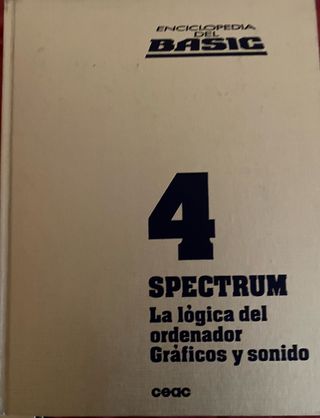 ENCICLOPEDIA
DEL
BASIC
4
SPECTRUM
La lógica del
ordenador
Gráficos y sonido
ceac